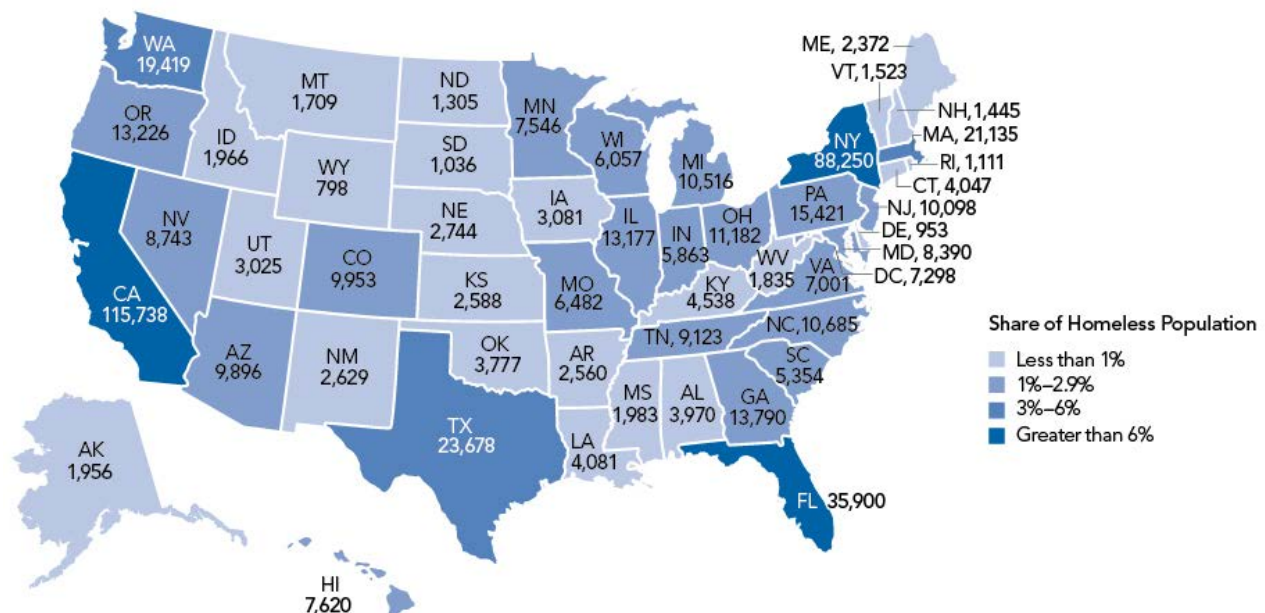 WA
19,419
MT
1,709
ND
1,305
MN
7,546
ME, 2,372
VT, 1,523
NH, 1,445
MA, 21,135
RI, 1,111
CT, 4,047
NJ, 10,098
DE, 953
MD, 8,390
DC, 7,298
OR
13,226
ID
1,966
WY
798
SD
1,036
WI
6,057
MI
10,516
NY
88,250
NV
8,743
UT
3,025
CO
9,953
NE
2,744
IA
3,081
IL
13,177
IN
5,863
OH
11,182
PA
15,421
CA
115,738
KS
2,588
MO
6,482
KY
4,538
WV
1,835
VA
7,001
AZ
9,896
NM
2,629
OK
3,777
AR
2,560
TN, 9,123
NC, 10,685
SC
5,354
TX
23,678
LA
4,081
MS
1,983
AL
3,970
GA
13,790
FL 35,900
AK
1,956
HI
7,620
Share of Homeless Population
Less than 1%
1%–2.9%
3%–6%
Greater than 6%